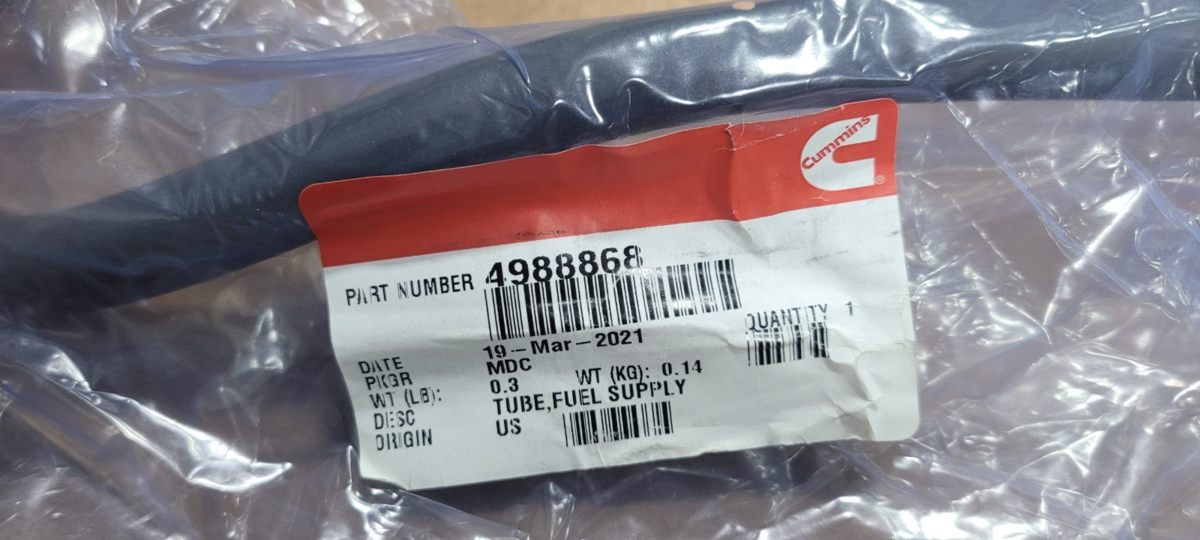 Cummins
®
PART NUMBER 4988868
QUANTITY 1
DATE 19-Mar-2021
PKGR MDC
WT (LB): 0.3 WT (KG): 0.14
DESC TUBE,FUEL SUPPLY
ORIGIN US